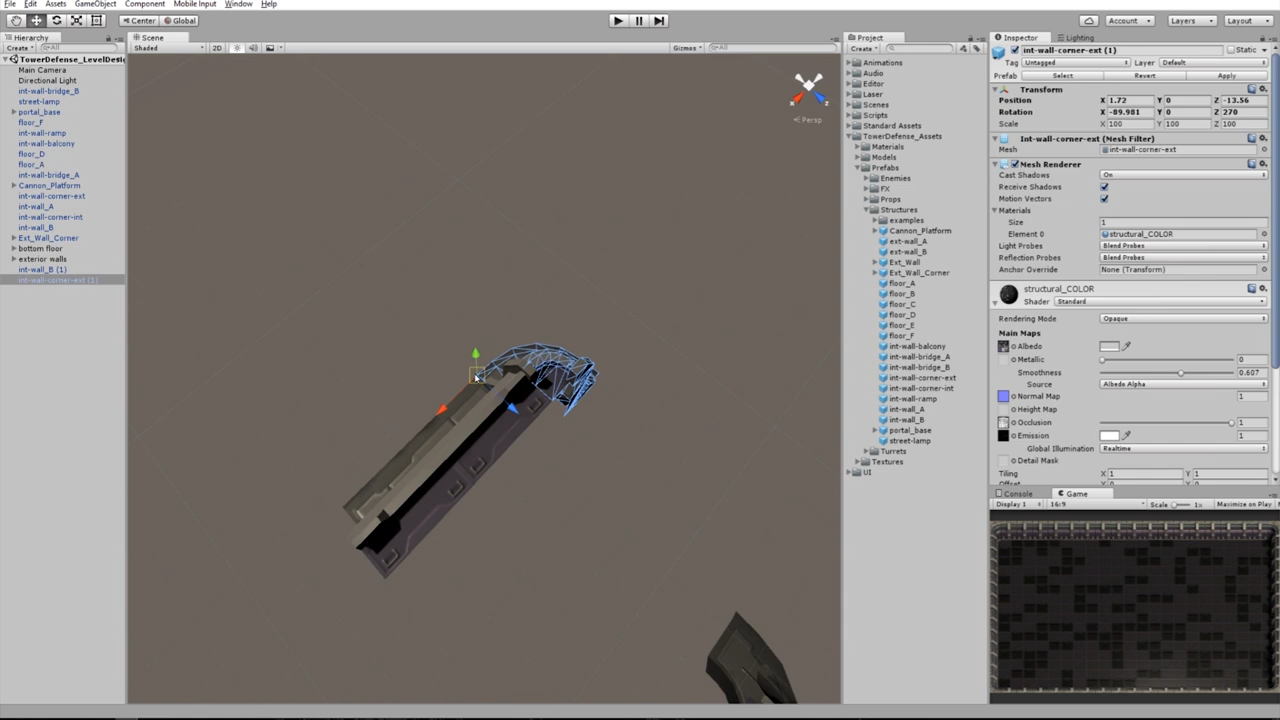 File Edit Assets GameObject Component Mobile Input Window Help
Center Global Account Layers Layout
Hierarchy
Create All
TowerDefense_LevelDesig
Main Camera
Directional Light
int-wall-bridge_B
street-lamp
portal_base
floor_F
int-wall-ramp
int-wall-balcony
floor_D
floor_A
int-wall-bridge_A
Cannon_Platform
int-wall-corner-ext
int-wall_A
int-wall-corner-int
int-wall_B
Ext_Wall_Corner
bottom floor
exterior walls
int-wall_B (1)
int-wall-corner-ext (1)
Scene
Shaded 2D Gizmos All
x z
Persp
Project
Create
Animations
Audio
Editor
Laser
Scenes
Scripts
Standard Assets
TowerDefense_Assets
Materials
Models
Prefabs
Enemies
FX
Props
Structures
examples
Cannon_Platform
ext-wall_A
ext-wall_B
Ext_Wall
Ext_Wall_Corner
floor_A
floor_B
floor_C
floor_D
floor_E
floor_F
int-wall-balcony
int-wall-bridge_A
int-wall-bridge_B
int-wall-corner-ext
int-wall-corner-int
int-wall-ramp
int-wall_A
int-wall_B
portal_base
street-lamp
Turrets
Textures
UI
Inspector Lighting
int-wall-corner-ext (1) Static
Tag Untagged Layer Default
Prefab Select Revert Apply
Transform
Position X 1.72 Y 0 Z -13.56
Rotation X -89.981 Y 0 Z 270
Scale X 100 Y 100 Z 100
Int-wall-corner-ext (Mesh Filter)
Mesh int-wall-corner-ext
Mesh Renderer
Cast Shadows On
Receive Shadows
Motion Vectors
Materials
Size 1
Element 0 structural_COLOR
Light Probes Blend Probes
Reflection Probes Blend Probes
Anchor Override None (Transform)
structural_COLOR
Shader Standard
Rendering Mode Opaque
Main Maps
Albedo
Metallic 0
Smoothness 0.607
Source Albedo Alpha
Normal Map 1
Height Map
Occlusion 1
Emission 1
Global Illumination Realtime
Detail Mask
Tiling X 1 Y 1
Console Game
Display 1 16:9 Scale 1x Maximize on Play